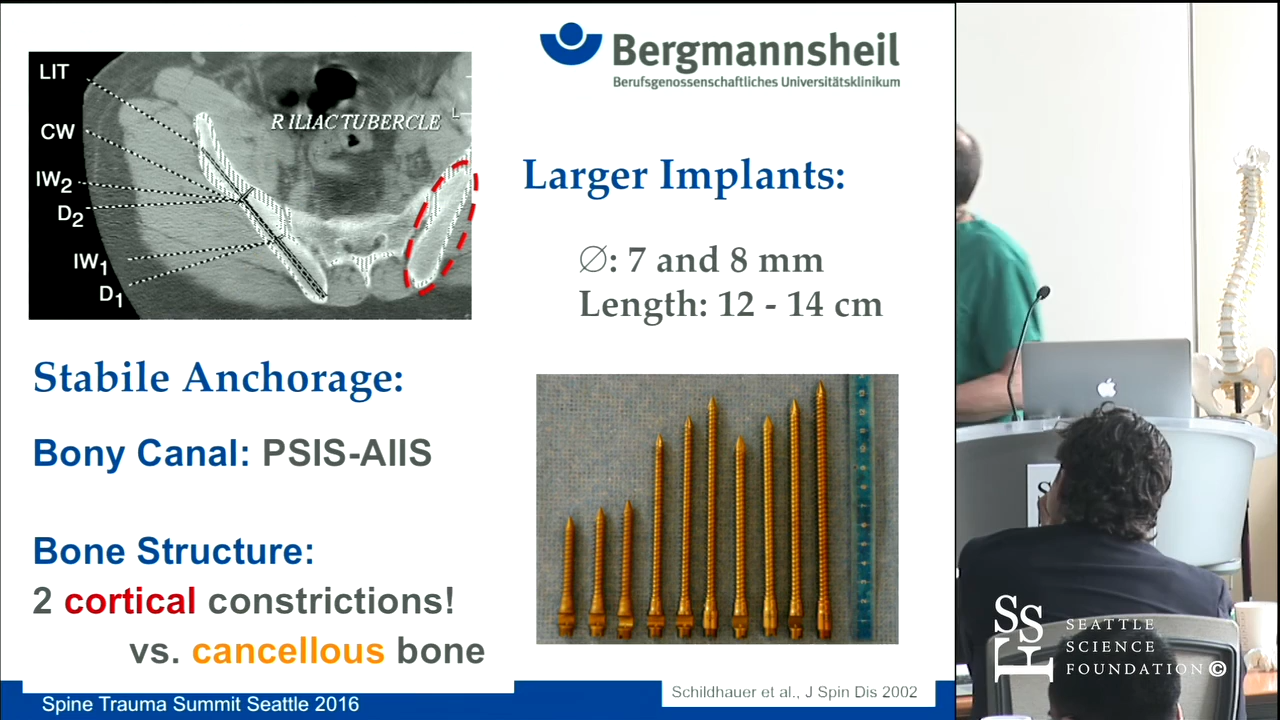 Bergmannsheil
Berufsgenossenschaftliches Universitätsklinikum
LIT
CW
IW2
D2
IW1
D1
R ILIAC TUBERCLE
L
Larger Implants:
∅: 7 and 8 mm
Length: 12 - 14 cm
Stabile Anchorage:
Bony Canal: PSIS-AIIS
Bone Structure:
2 cortical constrictions!
vs. cancellous bone
Schildhauer et al., J Spin Dis 2002
Spine Trauma Summit Seattle 2016
SSF
SEATTLE
SCIENCE
FOUNDATION©